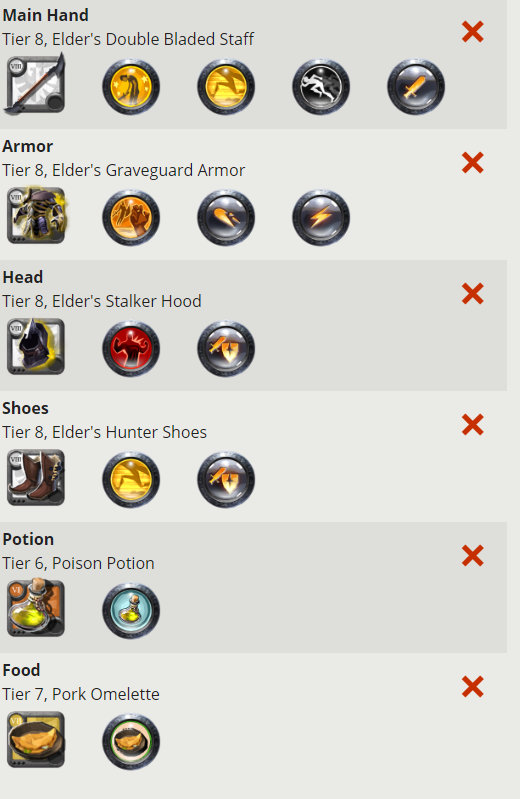 Main Hand
Tier 8, Elder's Double Bladed Staff
VIII
Armor
Tier 8, Elder's Graveguard Armor
VIII
Head
Tier 8, Elder's Stalker Hood
VIII
Shoes
Tier 8, Elder's Hunter Shoes
VIII
Potion
Tier 6, Poison Potion
VI
Food
Tier 7, Pork Omelette
VII